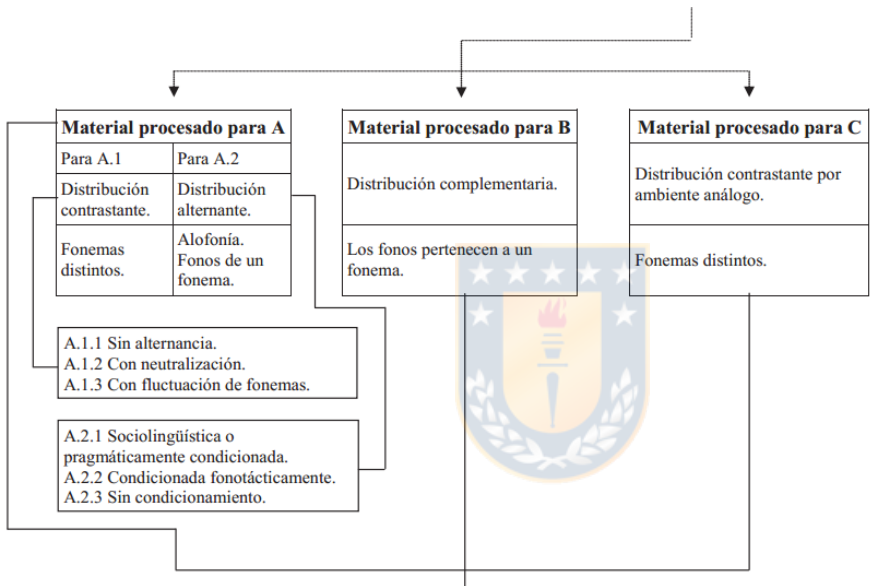 Material procesado para A
Para A.1
Para A.2
Distribución
contrastante.
Distribución
alternante.
Fonemas
distintos.
Alofonía.
Fonos de un
fonema.
A.1.1 Sin alternancia.
A.1.2 Con neutralización.
A.1.3 Con fluctuación de fonemas.
A.2.1 Sociolingüística o
pragmáticamente condicionada.
A.2.2 Condicionada fonotácticamente.
A.2.3 Sin condicionamiento.
Material procesado para B
Distribución complementaria.
Los fonos pertenecen a un
fonema.
Material procesado para C
Distribución contrastante por
ambiente análogo.
Fonemas distintos.